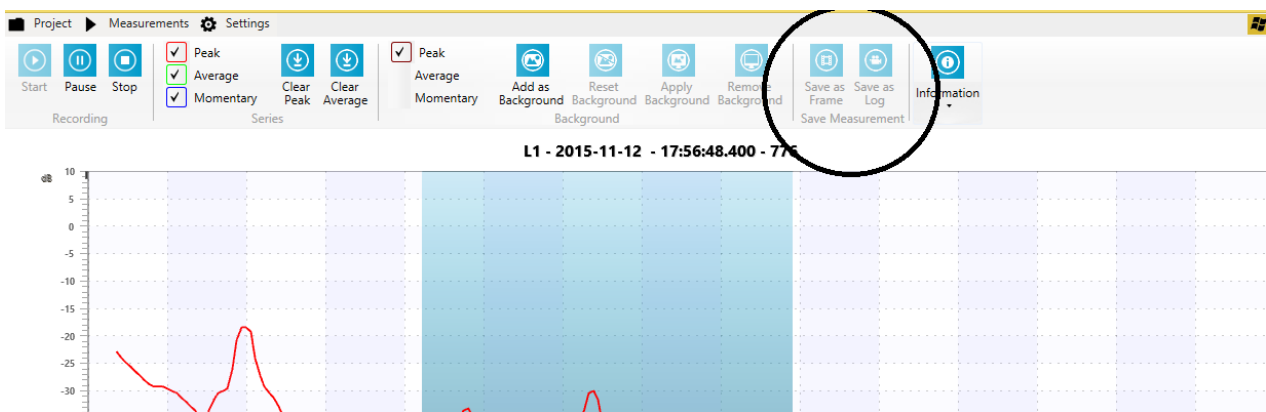 Project Measurements Settings
Peak Peak
Average Average
Start Pause Stop Momentary Clear Peak Clear Average Momentary Add as Background Reset Background Apply Background Remove Background Save as Frame Save as Log Information
Recording Series Background Save Measurement
L1 - 2015-11-12 - 17:56:48.400 - 776
dB
10
5
0
-5
-10
-15
-20
-25
-30